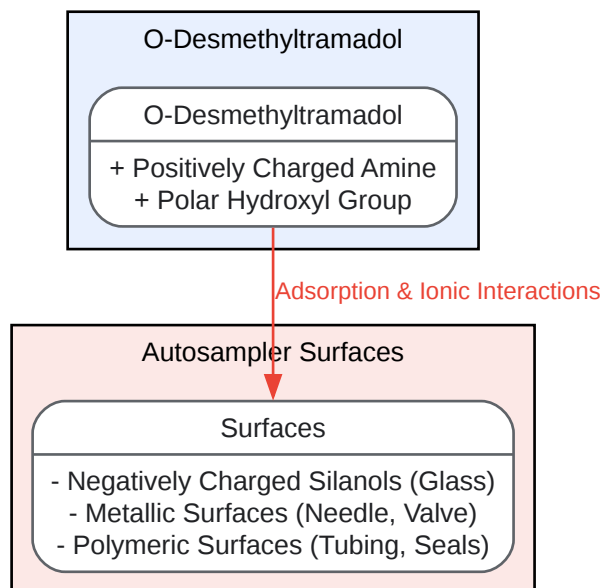 O-Desmethyltramadol
O-Desmethyltramadol
+ Positively Charged Amine
+ Polar Hydroxyl Group
Adsorption & Ionic Interactions
Autosampler Surfaces
Surfaces
- Negatively Charged Silanols (Glass)
- Metallic Surfaces (Needle, Valve)
- Polymeric Surfaces (Tubing, Seals)